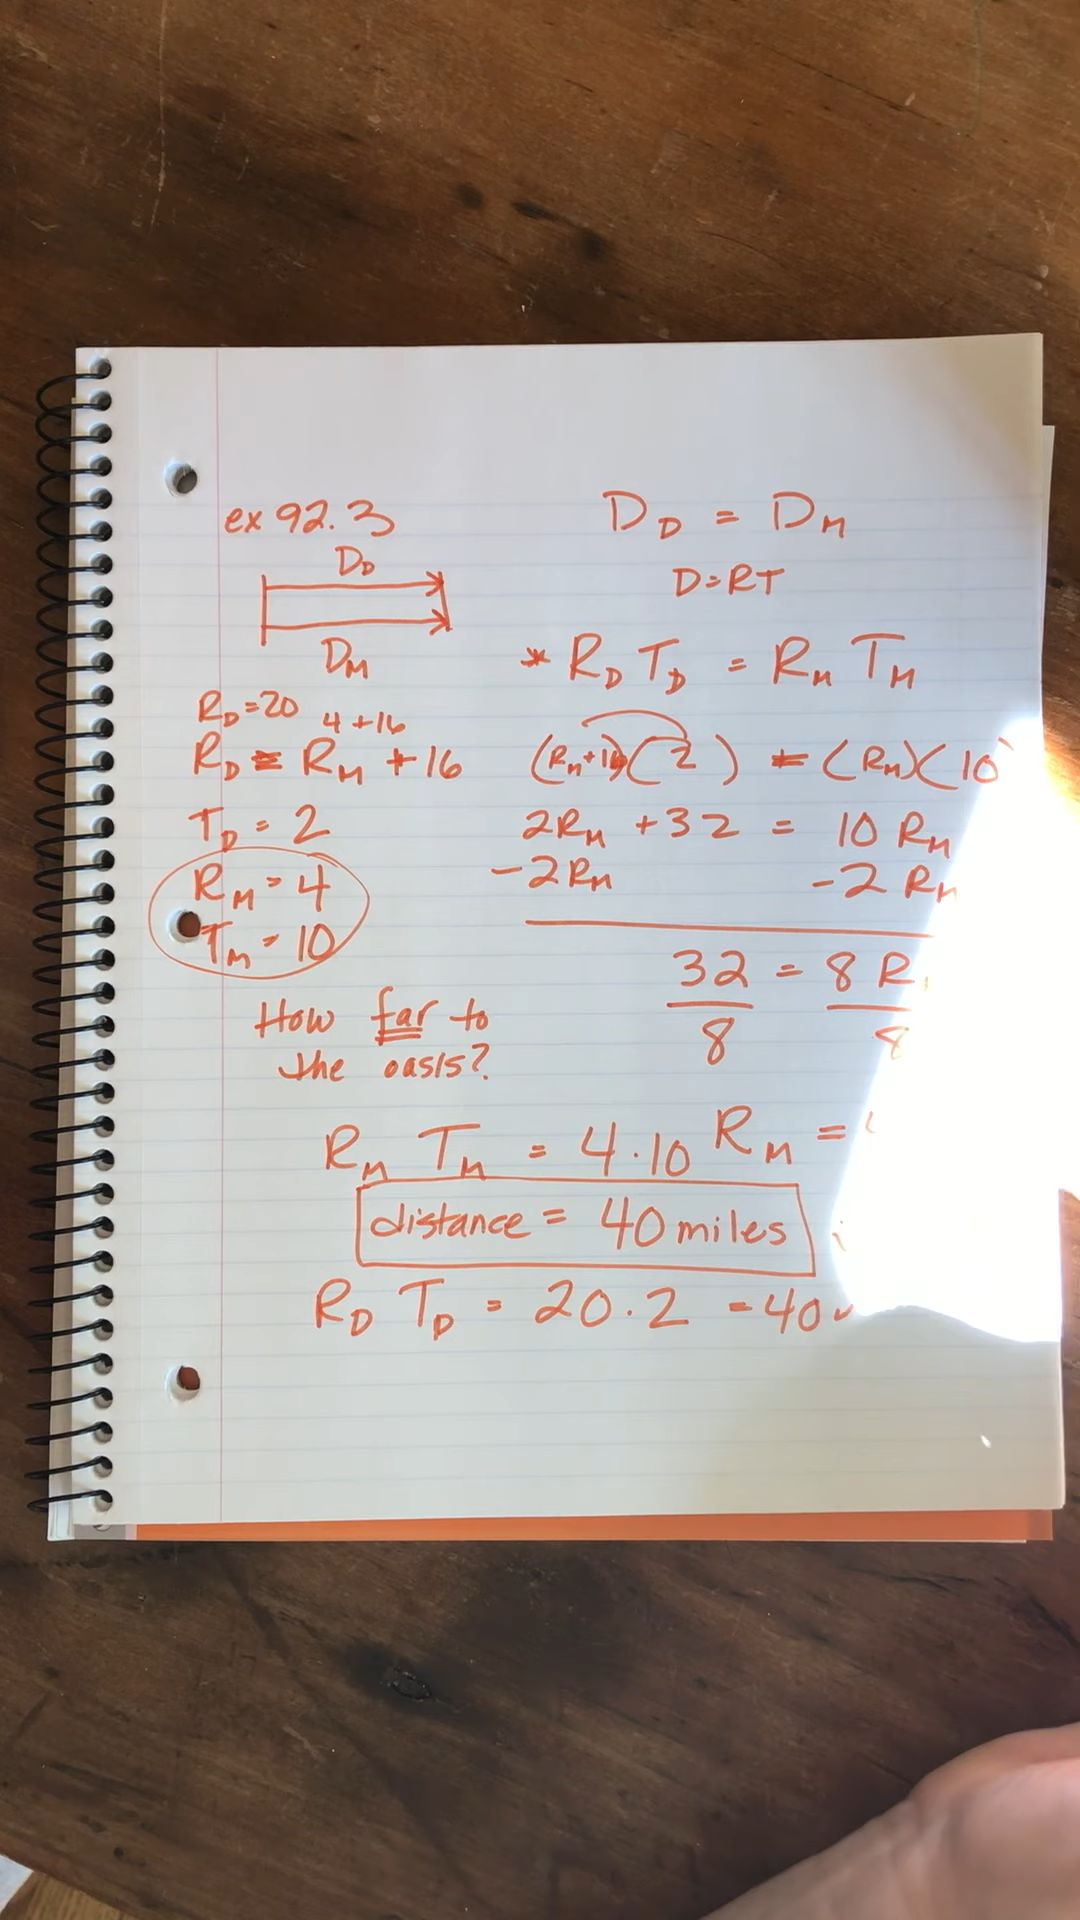 ex 92.3
D_D
D_M
R_D = 20 4 + 16
R_D = R_M + 16
T_D = 2
R_M = 4
T_M = 10
How far to
the oasis?
D_D = D_M
D = RT
* R_D T_D = R_M T_M
(R_M + 16)(2) = (R_M)(10
2R_M + 32 = 10 R_M
-2R_M -2 R_M
32 = 8 R
8 8
R_M =
R_M T_M = 4·10
distance = 40 miles
R_D T_D = 20·2 = 40 ✓